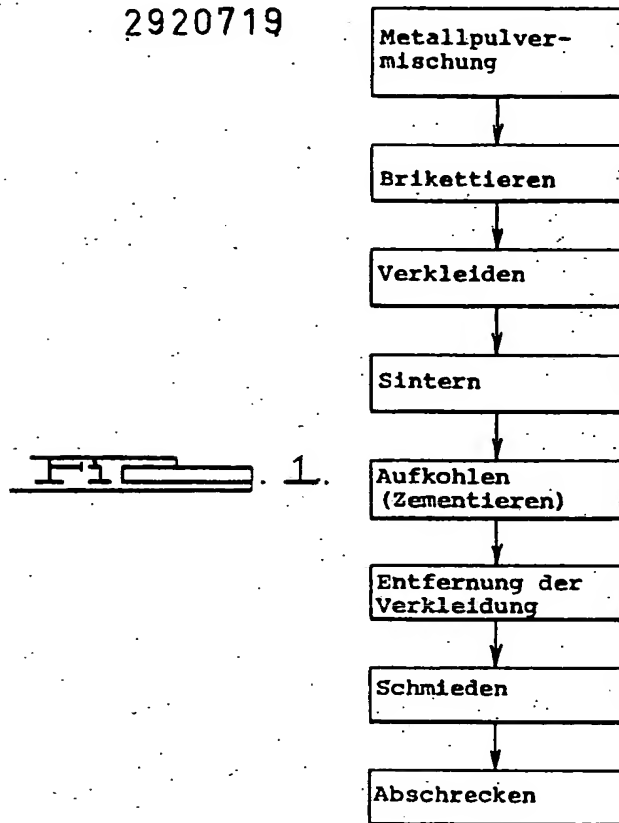 2920719
Metallpulver-
mischung
Brikettieren
Verkleiden
Sintern
Fig. 1.
Aufkohlen
(Zementieren)
Entfernung der
Verkleidung
Schmieden
Abschrecken